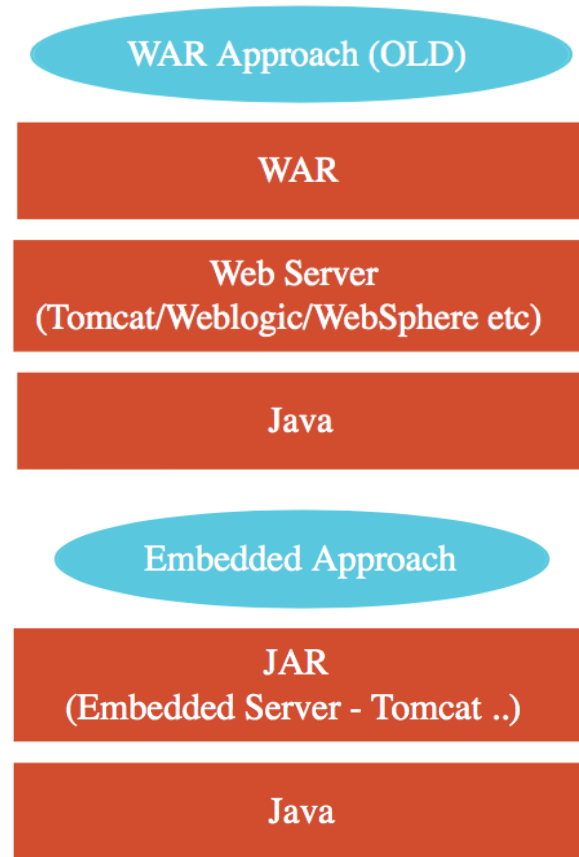 WAR Approach (OLD)
WAR
Web Server
(Tomcat/Weblogic/WebSphere etc)
Java
Embedded Approach
JAR
(Embedded Server - Tomcat ..)
Java